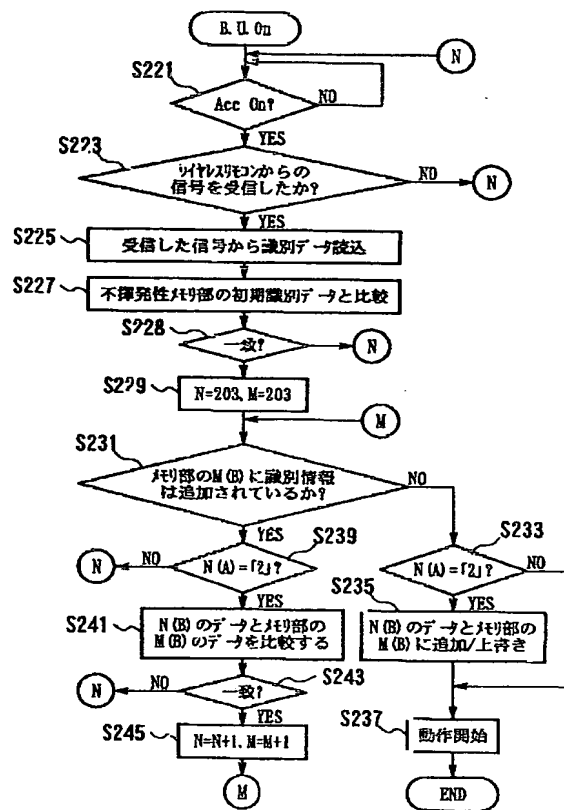 B.U.On
N
S221
Acc On?
NO
YES
S223
ワイヤレスリモコンからの
信号を受信したか?
NO
N
YES
S225
受信した信号から識別データ読込
S227
不揮発性メモリ部の初期識別データと比較
S228
一致?
N
S229
N=203、M=203
M
S231
メモリ部のM(B)に識別情報
は追加されているか?
NO
YES
S239
S233
N
NO
N(A)=「2」?
N(A)=「2」?
NO
YES
S235
YES
S241
N(B)のデータとメモリ部の
M(B)のデータを比較する
N(B)のデータとメモリ部の
M(B)に追加/上書き
S243
N
NO
一致?
YES
S245
N=N+1、M=M+1
S237
動作開始
M
END